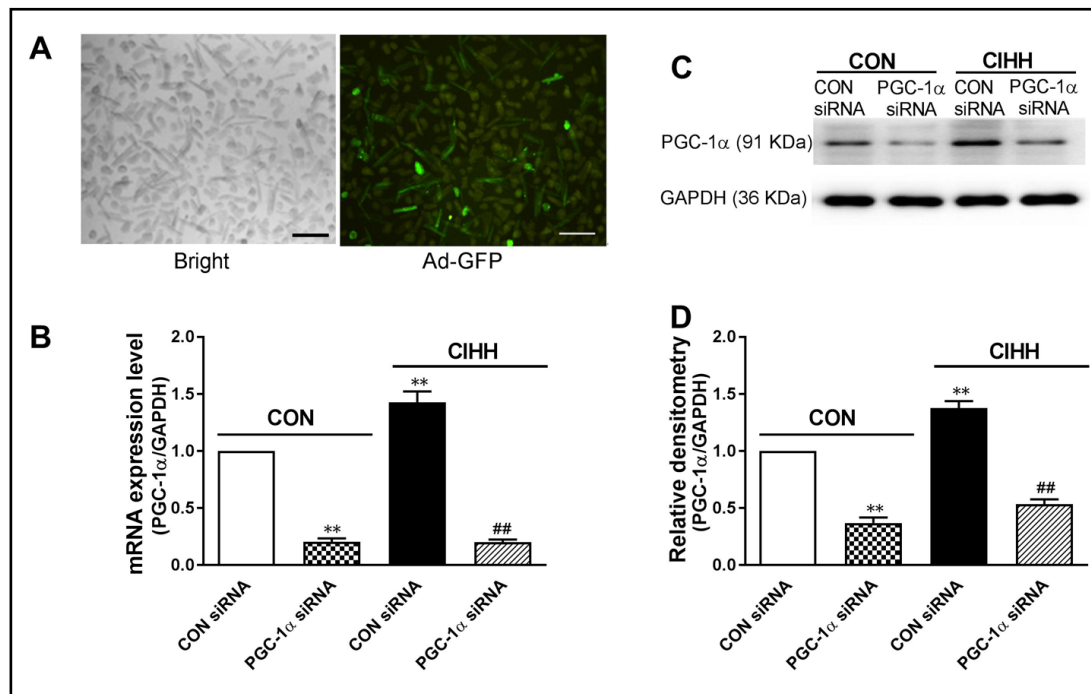 A
Bright
Ad-GFP
C
CON
CIHH
CON
siRNA
PGC-1α
siRNA
CON
siRNA
PGC-1α
siRNA
PGC-1α (91 KDa)
GAPDH (36 KDa)
B
mRNA expression level
(PGC-1α/GAPDH)
2.0
1.5
1.0
0.5
0.0
CON
CIHH
**
**
##
CON siRNA
PGC-1α siRNA
CON siRNA
PGC-1α siRNA
D
Relative densitometry
(PGC-1α/GAPDH)
2.0
1.5
1.0
0.5
0.0
CON
CIHH
**
**
##
CON siRNA
PGC-1α siRNA
CON siRNA
PGC-1α siRNA